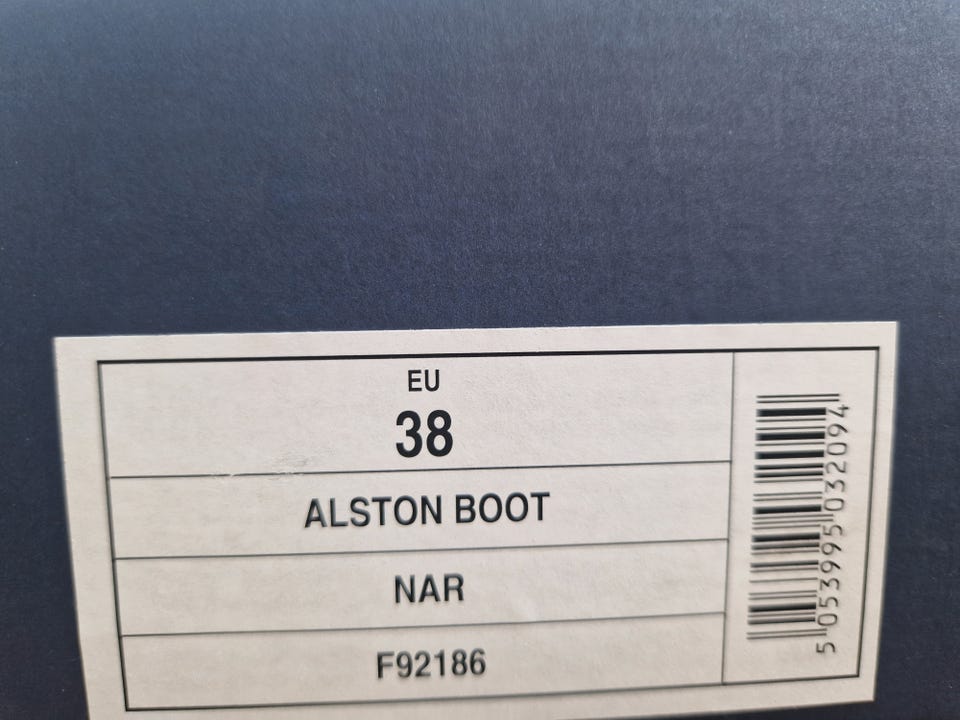 EU
38
ALSTON BOOT
NAR
F92186
5 053995 032094